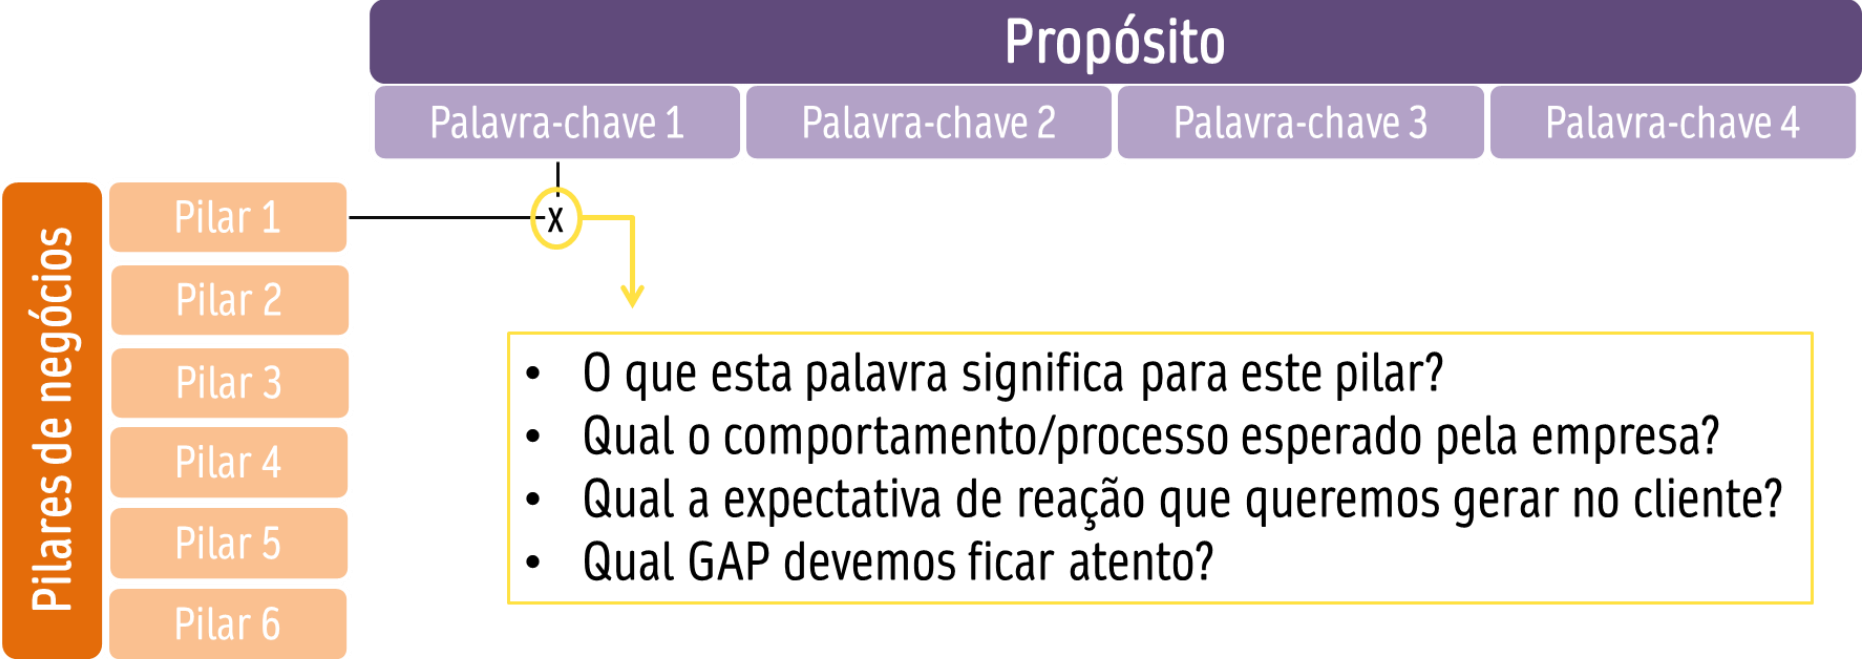 Propósito
Palavra-chave 1
Palavra-chave 2
Palavra-chave 3
Palavra-chave 4
Pilares de negócios
Pilar 1
x
Pilar 2
Pilar 3
Pilar 4
Pilar 5
Pilar 6
• O que esta palavra significa para este pilar?
• Qual o comportamento/processo esperado pela empresa?
• Qual a expectativa de reação que queremos gerar no cliente?
• Qual GAP devemos ficar atento?